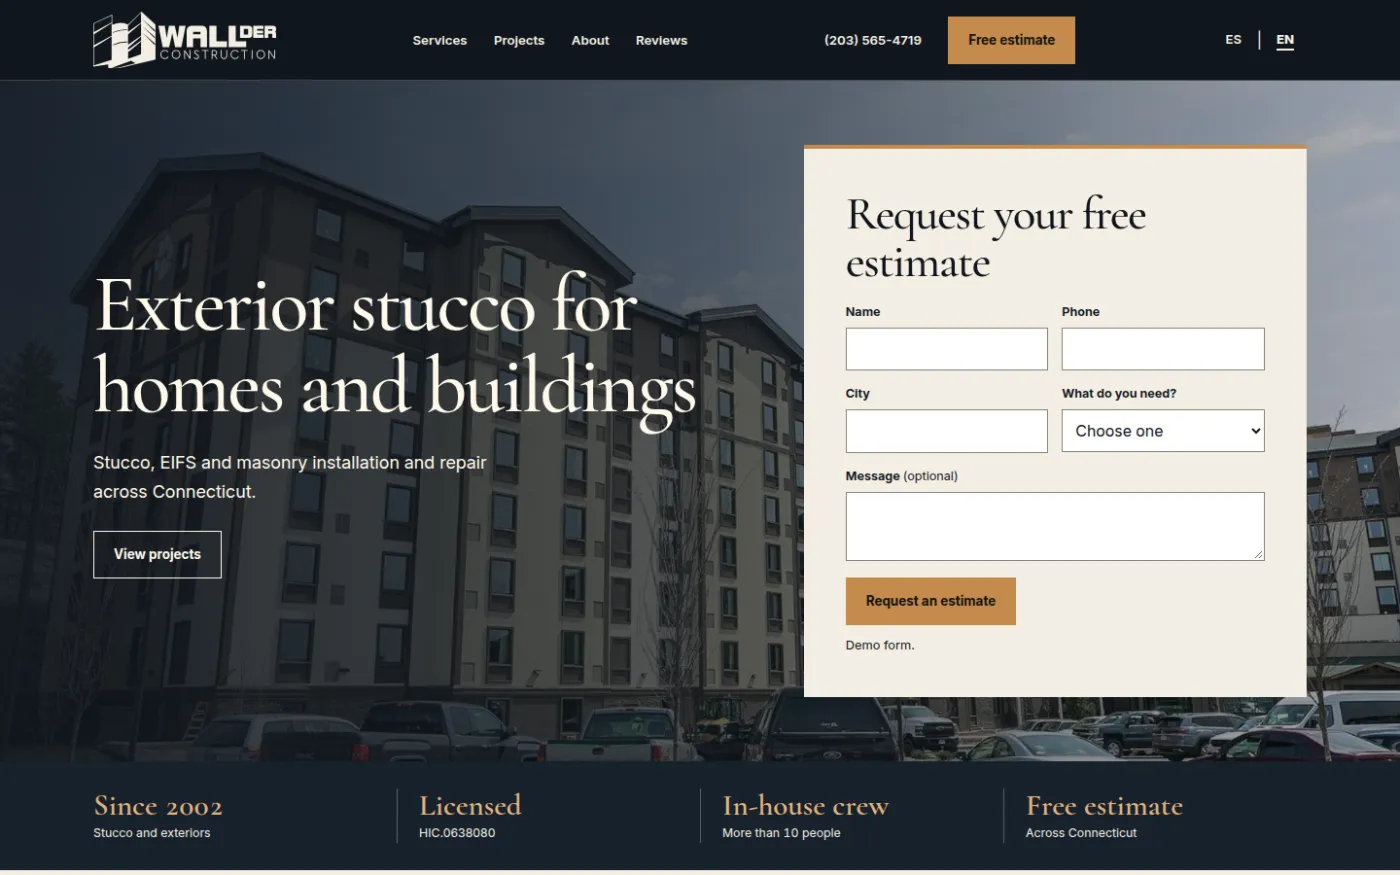 WALLDER
CONSTRUCTION
Services
Projects
About
Reviews
(203) 565-4719
Free estimate
ES
EN
Exterior stucco for
homes and buildings
Stucco, EIFS and masonry installation and repair
across Connecticut.
View projects
Request your free
estimate
Name
Phone
City
What do you need?
Choose one
Message (optional)
Request an estimate
Demo form.
Since 2002
Stucco and exteriors
Licensed
HIC.0638080
In-house crew
More than 10 people
Free estimate
Across Connecticut